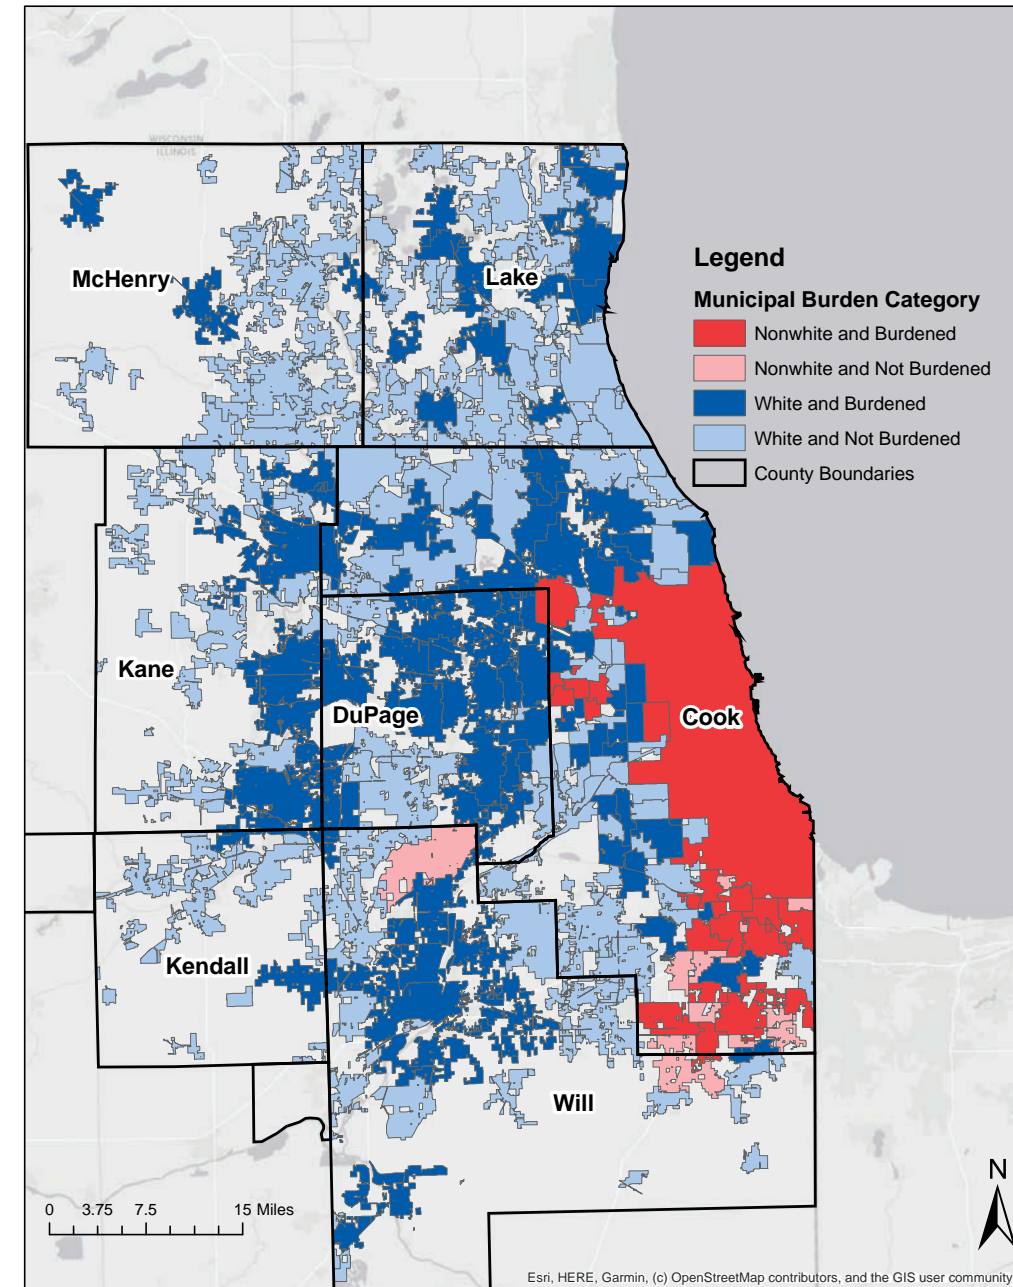 WISCONSIN
ILLINOIS
McHenry
Lake
Legend
Municipal Burden Category
Nonwhite and Burdened
Nonwhite and Not Burdened
White and Burdened
White and Not Burdened
County Boundaries
Kane
DuPage
Cook
Kendall
Will
N
0 3.75 7.5 15 Miles
Esri, HERE, Garmin, (c) OpenStreetMap contributors, and the GIS user community